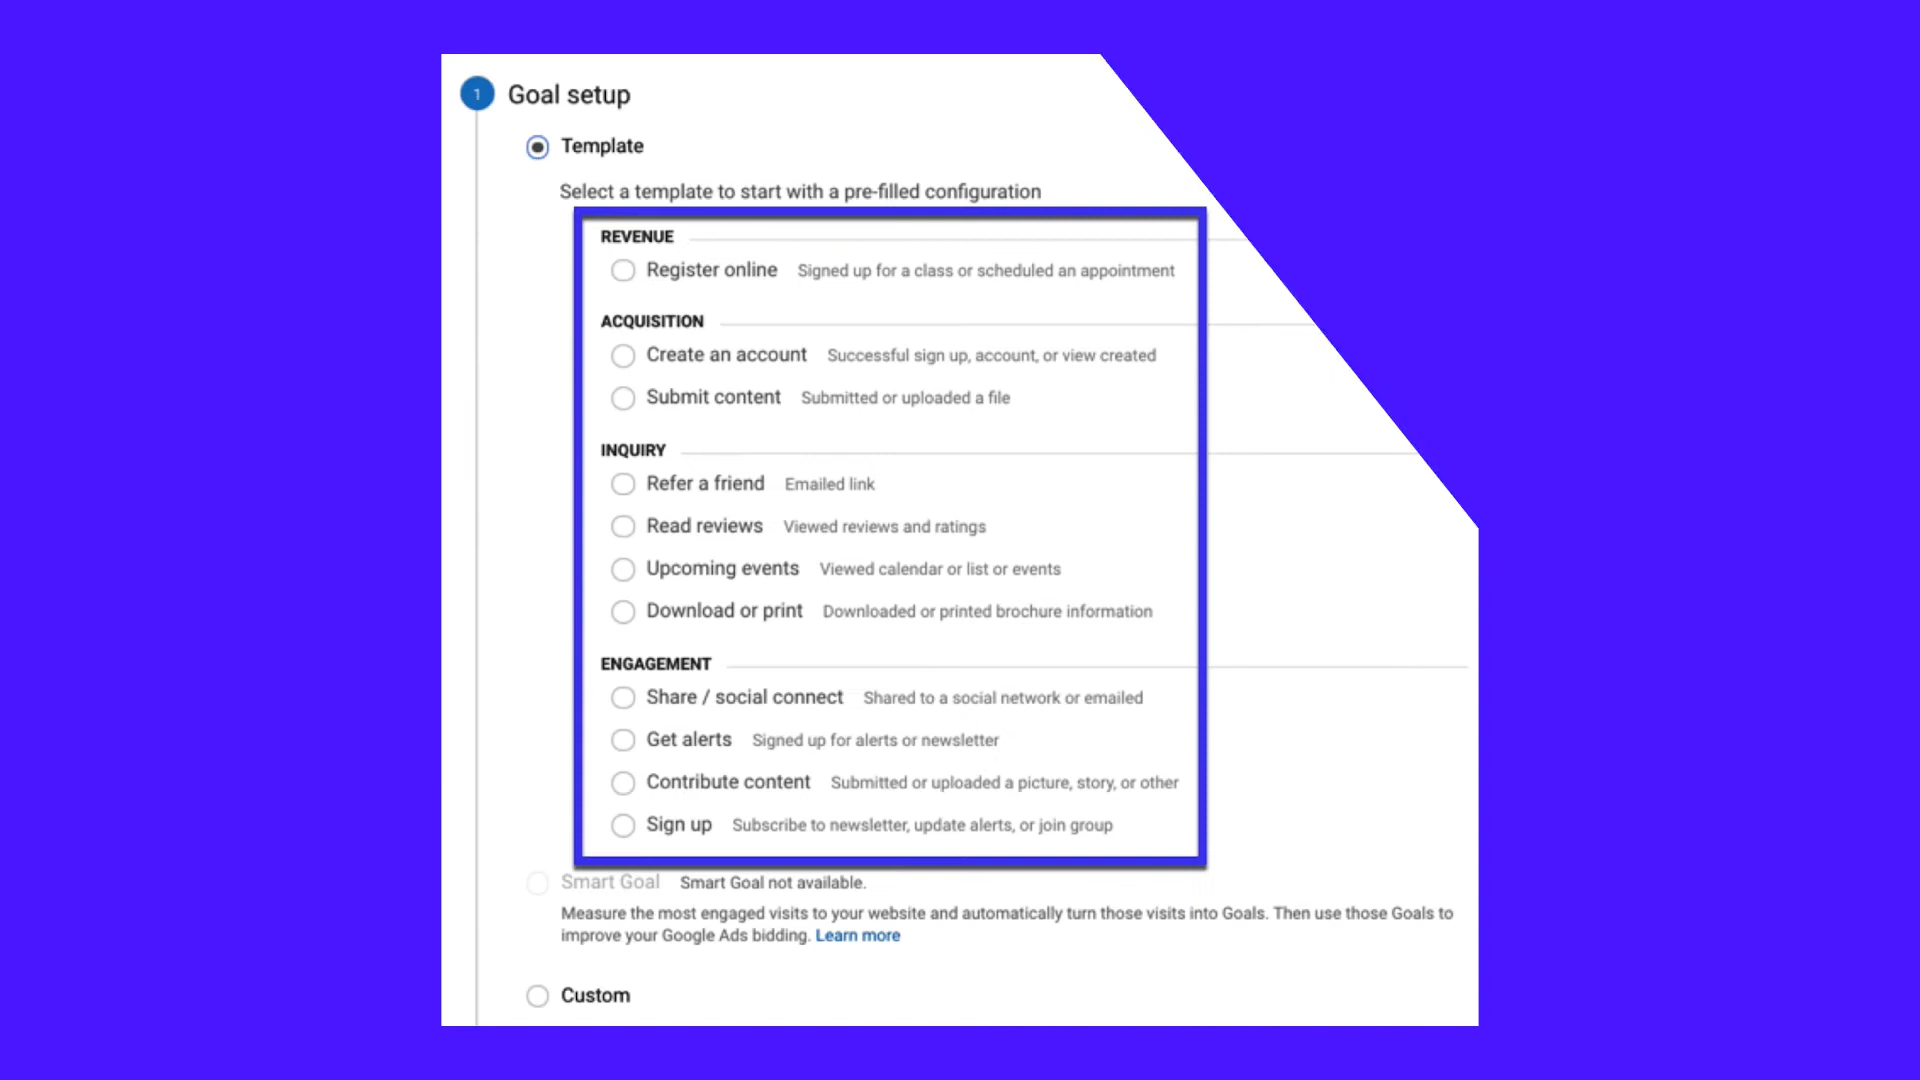 1 Goal setup
Template
Select a template to start with a pre-filled configuration
REVENUE
Register online Signed up for a class or scheduled an appointment
ACQUISITION
Create an account Successful sign up, account, or view created
Submit content Submitted or uploaded a file
INQUIRY
Refer a friend Emailed link
Read reviews Viewed reviews and ratings
Upcoming events Viewed calendar or list or events
Download or print Downloaded or printed brochure information
ENGAGEMENT
Share / social connect Shared to a social network or emailed
Get alerts Signed up for alerts or newsletter
Contribute content Submitted or uploaded a picture, story, or other
Sign up Subscribe to newsletter, update alerts, or join group
Smart Goal Smart Goal not available.
Measure the most engaged visits to your website and automatically turn those visits into Goals. Then use those Goals to
improve your Google Ads bidding. Learn more
Custom